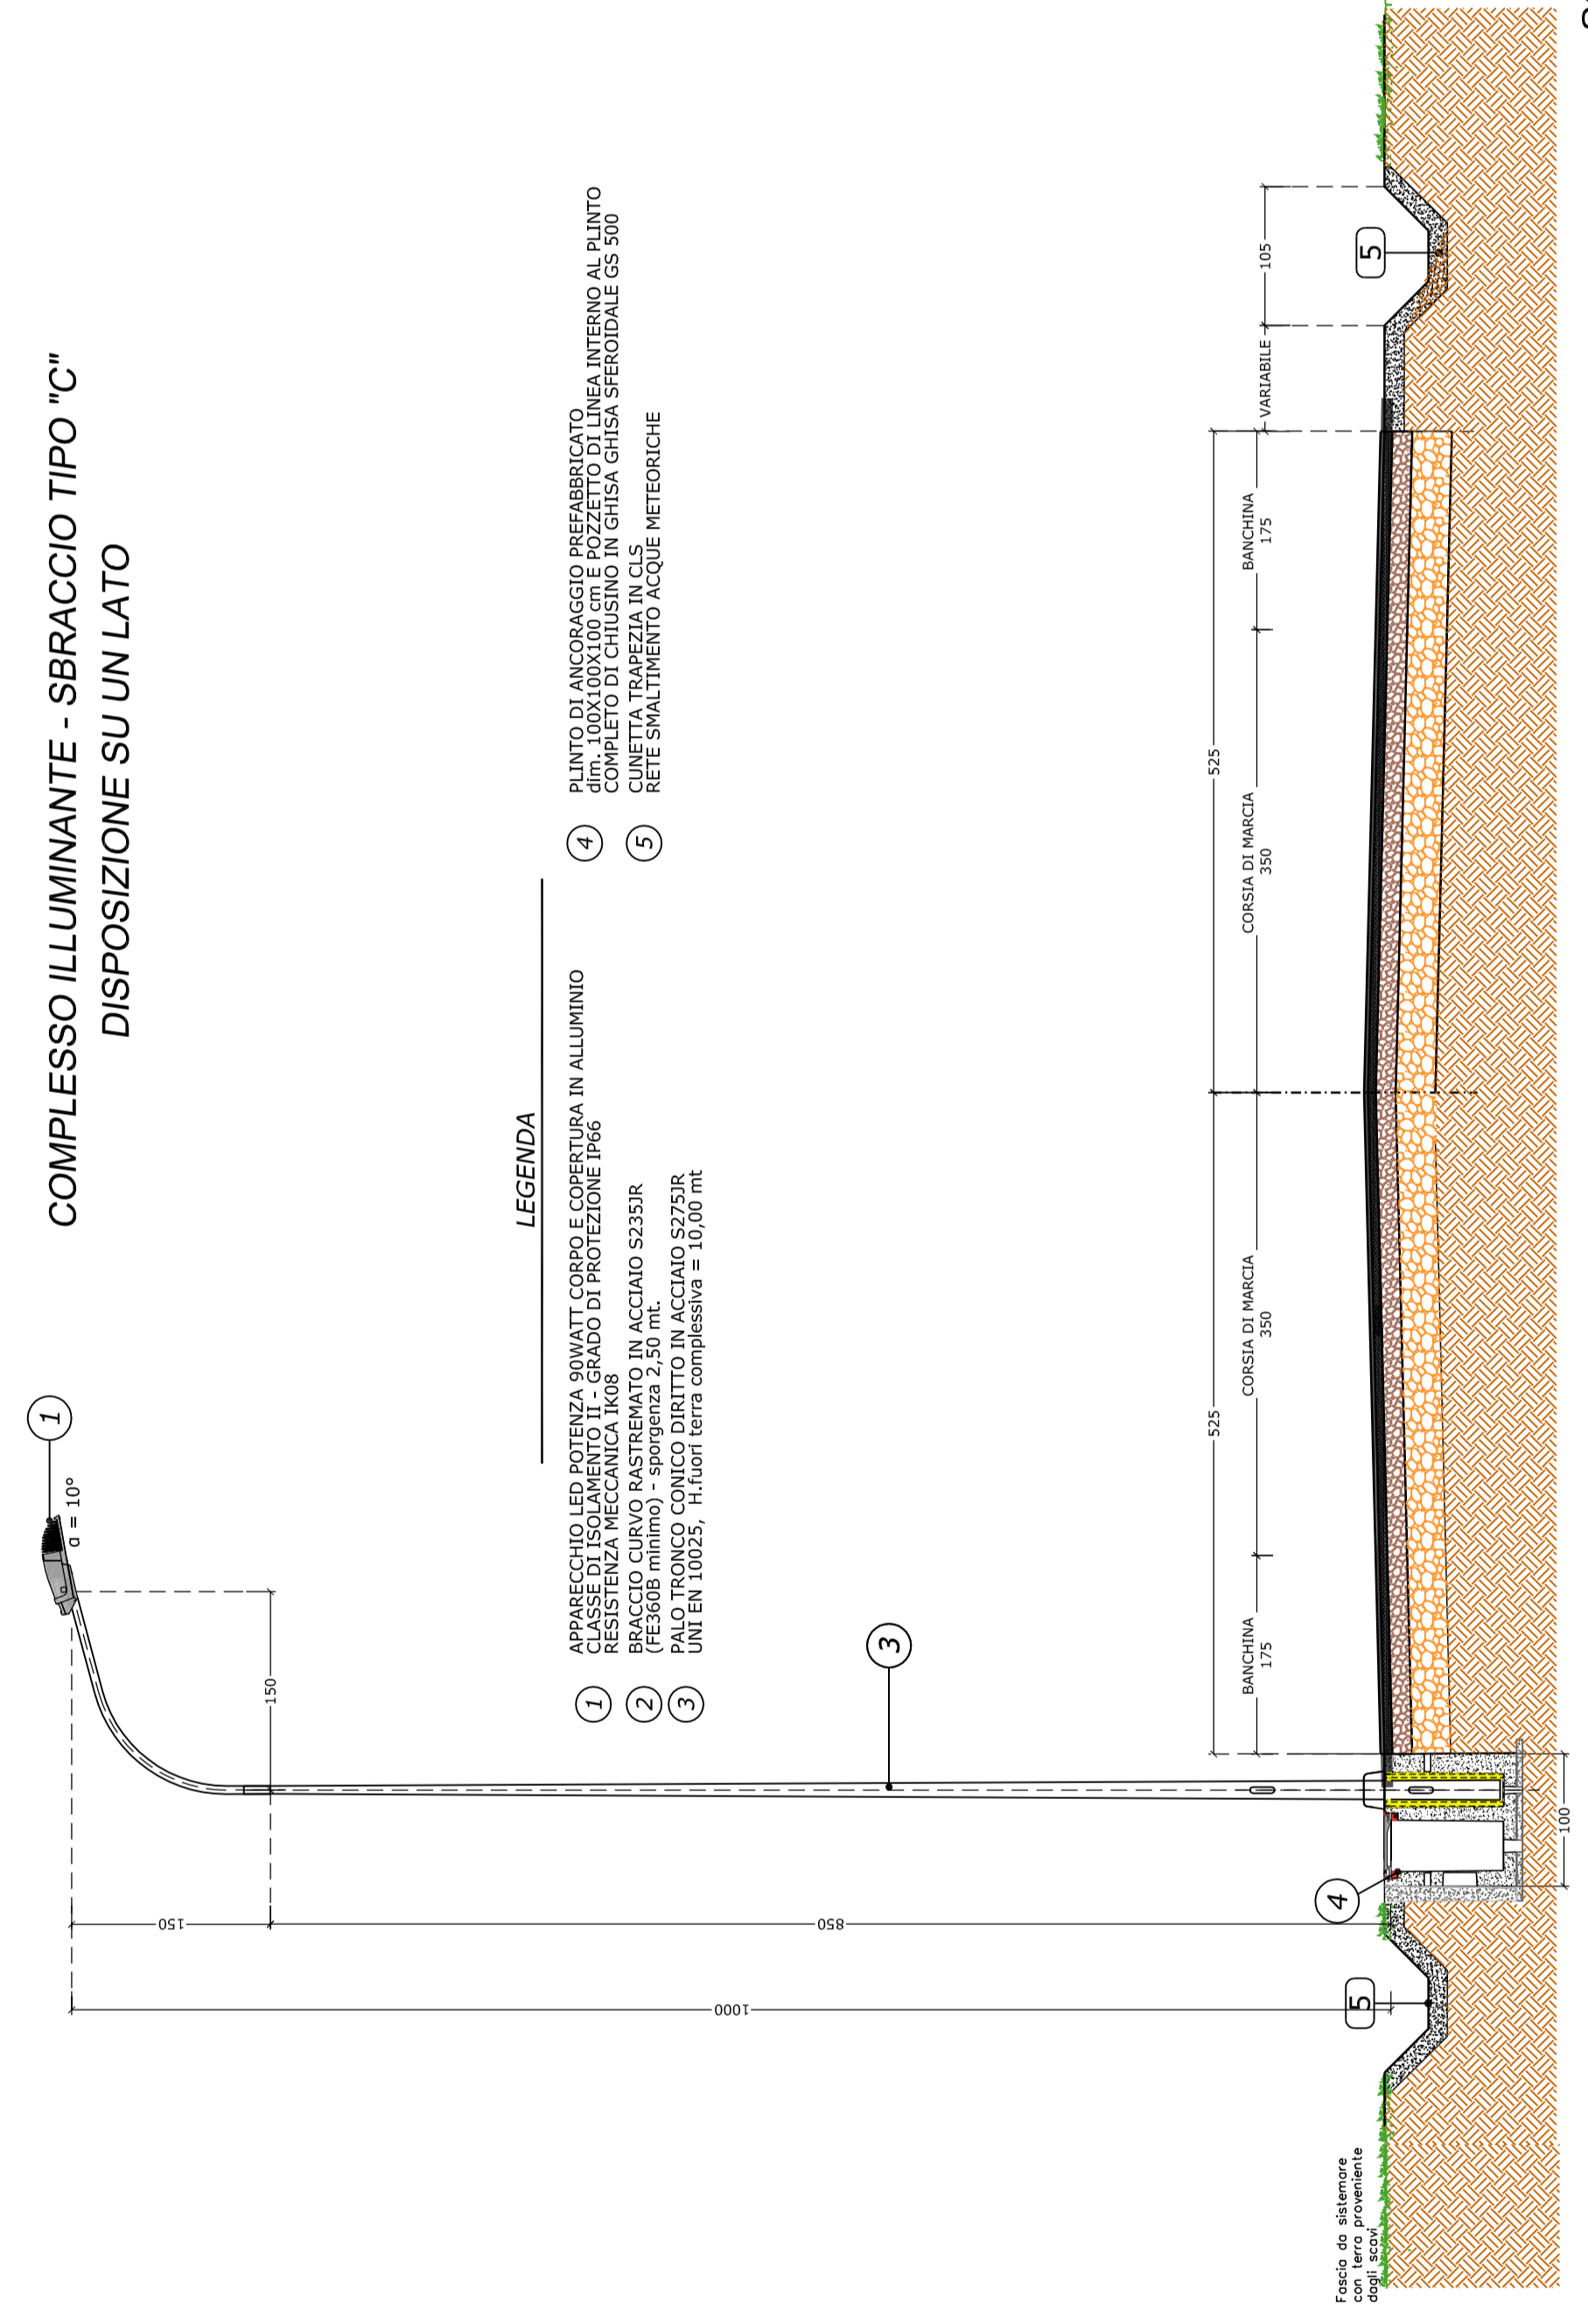 COMPLESSO ILLUMINANTE - SBRACCIO TIPO "C"
DISPOSIZIONE SU UN LATO
1
α = 10°
150
150
850
1000
LEGENDA
1
APPARECCHIO LED POTENZA 90WATT CORPO E COPERTURA IN ALLUMINIO
CLASSE DI ISOLAMENTO II - GRADO DI PROTEZIONE IP66
RESISTENZA MECCANICA IK08
2
BRACCIO CURVO RASTREMATO IN ACCIAIO S235JR
(FE360B minimo) - sporgenza 2,50 mt.
3
PALO TRONCO CONICO DIRITTO IN ACCIAIO S275JR
UNI EN 10025, H.fuori terra complessiva = 10,00 mt
4
PLINTO DI ANCORAGGIO PREFABBRICATO
dim. 100X100X100 cm E POZZETTO DI LINEA INTERNO AL PLINTO
COMPLETO DI CHIUSINO IN GHISA GHISA SFEROIDALE GS 500
5
CUNETTA TRAPEZIA IN CLS
RETE SMALTIMENTO ACQUE METEORICHE
3
525
525
BANCHINA
175
CORSIA DI MARCIA
350
CORSIA DI MARCIA
350
BANCHINA
175
VARIABILE
105
4
5
5
100
Fascia da sistemare
con terra proveniente
dagli scavi